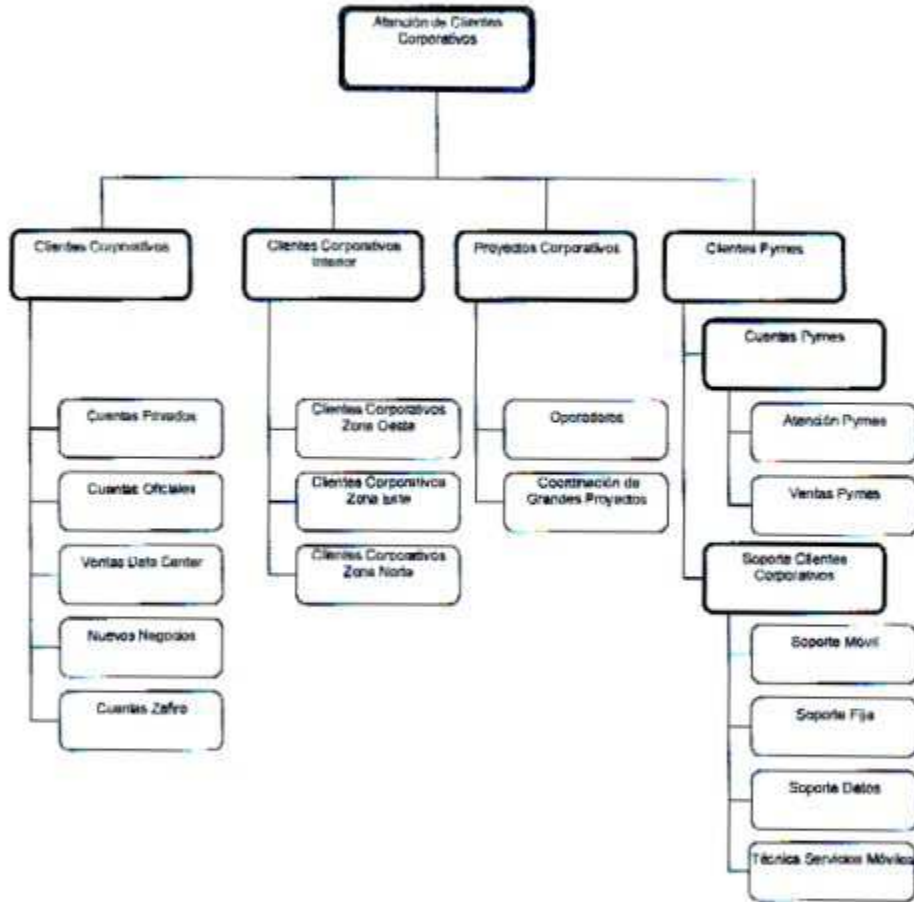 Atención de Clientes
Corporativos
Clientes Corporativos
Clientes Corporativos
Interior
Proyectos Corporativos
Clientes Pymes
Cuentas Privados
Cuentas Oficiales
Ventas Data Center
Nuevos Negocios
Cuentas Zafiro
Clientes Corporativos
Zona Oeste
Clientes Corporativos
Zona Este
Clientes Corporativos
Zona Norte
Operadores
Coordinación de
Grandes Proyectos
Cuentas Pymes
Atención Pymes
Ventas Pymes
Soporte Clientes
Corporativos
Soporte Móvil
Soporte Fija
Soporte Datos
Técnica Servicios Móviles